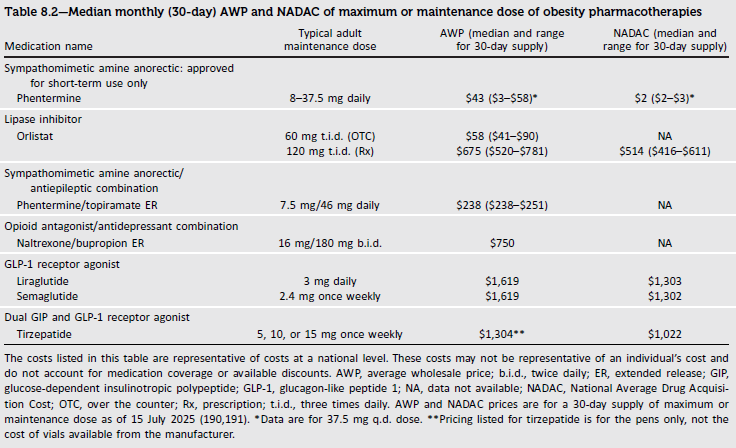 Table 8.2—Median monthly (30-day) AWP and NADAC of maximum or maintenance dose of obesity pharmacotherapies
Medication name Typical adult maintenance dose AWP (median and range for 30-day supply) NADAC (median and range for 30-day supply)
Sympathomimetic amine anorectic: approved
for short-term use only
Phentermine 8–37.5 mg daily $43 ($3–$58)* $2 ($2–$3)*
Lipase inhibitor
Orlistat 60 mg t.i.d. (OTC) $58 ($41–$90) NA
120 mg t.i.d. (Rx) $675 ($520–$781) $514 ($416–$611)
Sympathomimetic amine anorectic/
antiepileptic combination
Phentermine/topiramate ER 7.5 mg/46 mg daily $238 ($238–$251) NA
Opioid antagonist/antidepressant combination
Naltrexone/bupropion ER 16 mg/180 mg b.i.d. $750 NA
GLP-1 receptor agonist
Liraglutide 3 mg daily $1,619 $1,303
Semaglutide 2.4 mg once weekly $1,619 $1,302
Dual GIP and GLP-1 receptor agonist
Tirzepatide 5, 10, or 15 mg once weekly $1,304** $1,022
The costs listed in this table are representative of costs at a national level. These costs may not be representative of an individual's cost and
do not account for medication coverage or available discounts. AWP, average wholesale price; b.i.d., twice daily; ER, extended release; GIP,
glucose-dependent insulinotropic polypeptide; GLP-1, glucagon-like peptide 1; NA, data not available; NADAC, National Average Drug Acquisi-
tion Cost; OTC, over the counter; Rx, prescription; t.i.d., three times daily. AWP and NADAC prices are for a 30-day supply of maximum or
maintenance dose as of 15 July 2025 (190,191). *Data are for 37.5 mg q.d. dose. **Pricing listed for tirzepatide is for the pens only, not the
cost of vials available from the manufacturer.